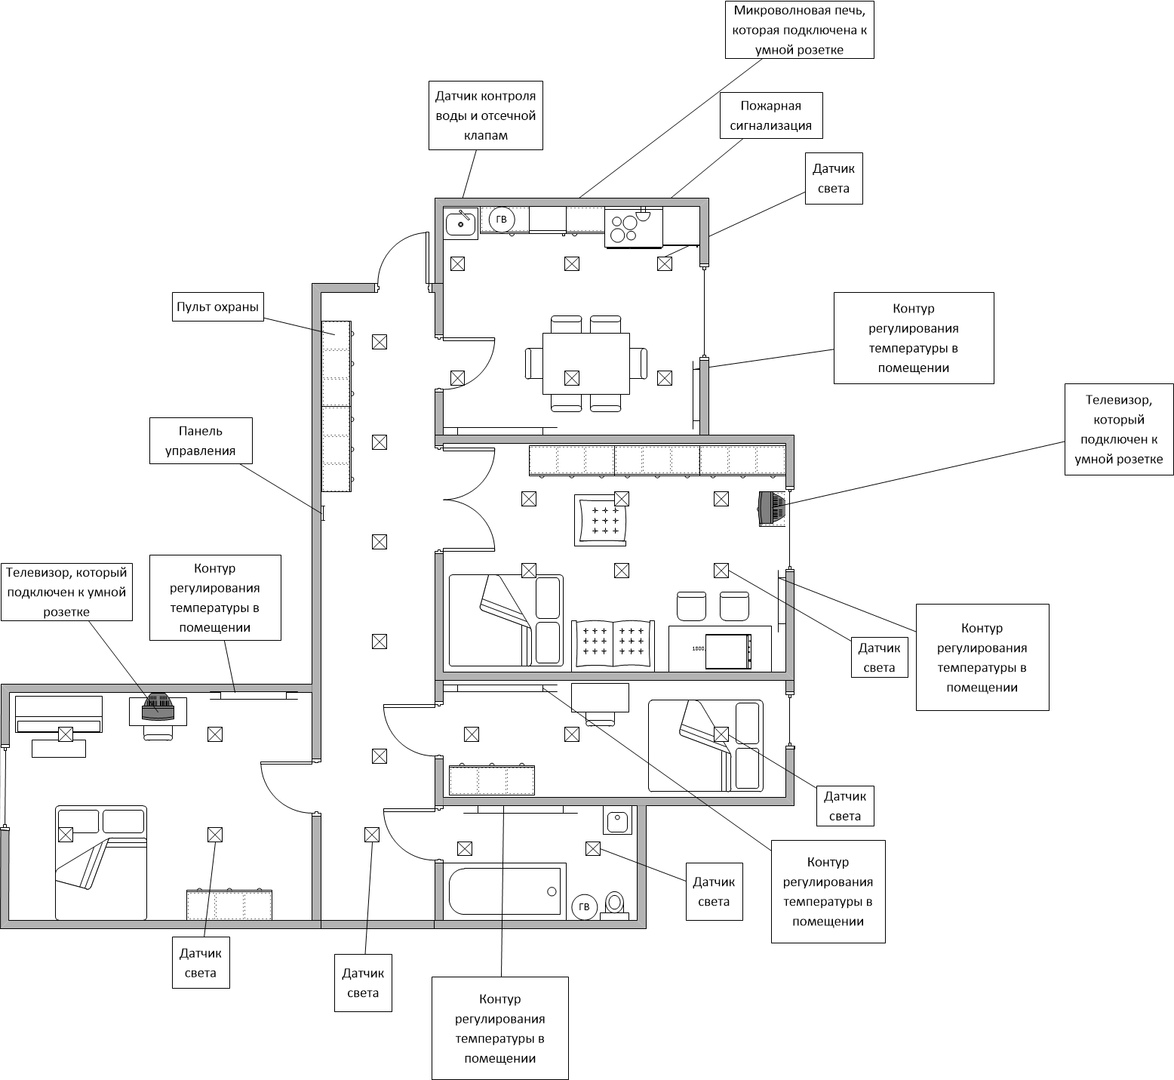 Микроволновая печь,
которая подключена к
умной розетке
Датчик контроля
воды и отсечной
клапам
Пожарная
сигнализация
Датчик
света
ГВ
Пульт охраны
Контур
регулирования
температуры в
помещении
Панель
управления
Телевизор,
который
подключен к
умной розетке
Телевизор, который
подключен к умной
розетке
Контур
регулирования
температуры в
помещении
Датчик
света
Контур
регулирования
температуры в
помещении
Датчик
света
Контур
регулирования
температуры в
помещении
Датчик
света
ГВ
Датчик
света
Датчик
света
Контур
регулирования
температуры в
помещении